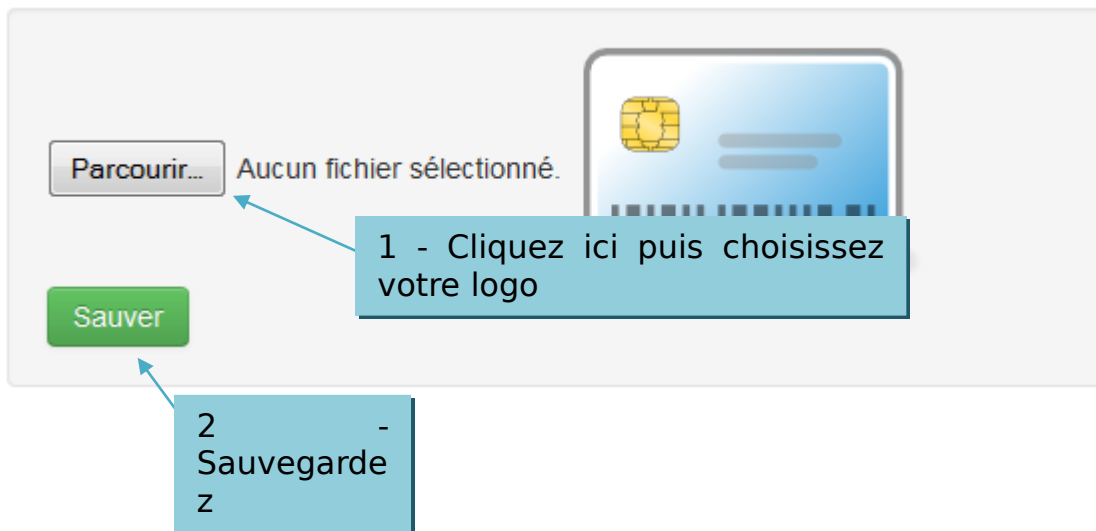 Parcourir... Aucun fichier sélectionné.
1 - Cliquez ici puis choisissez
votre logo
Sauver
2 -
Sauvegarde
z